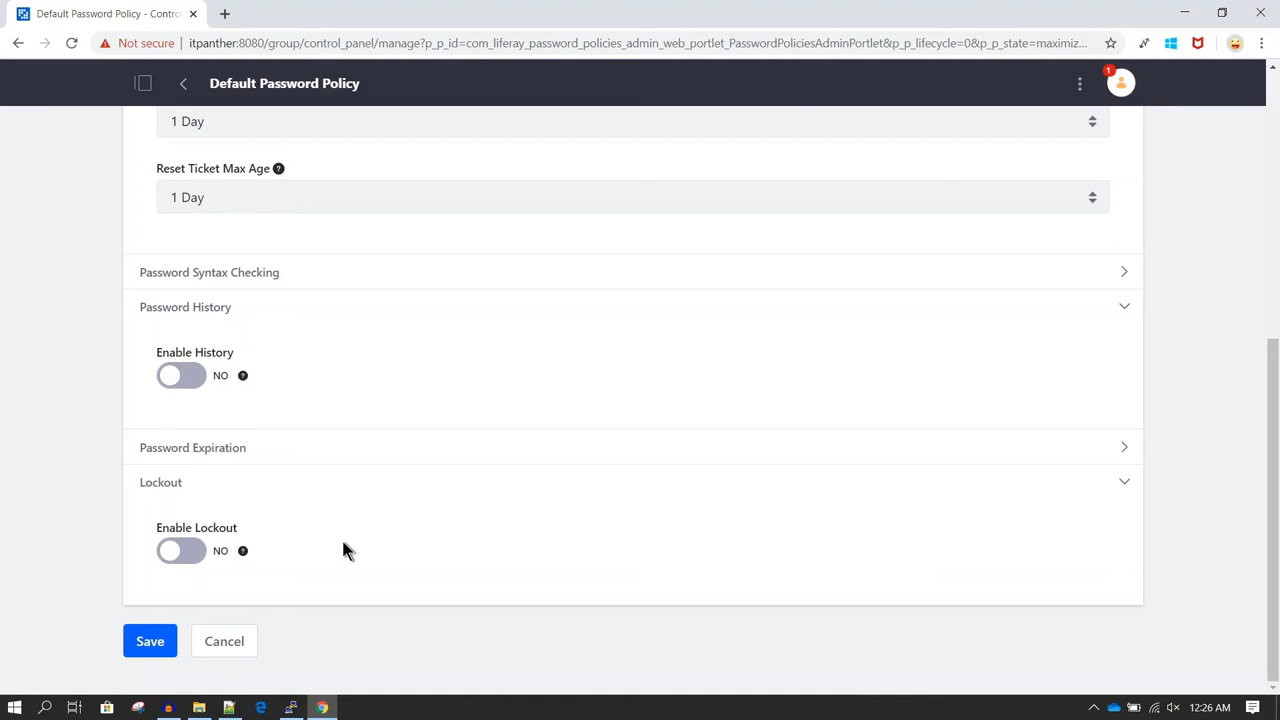 Default Password Policy - Contro
Not secure
itpanther:8080/group/control_panel/manage?p_p_id=com_liferay_password_policies_admin_web_portlet_PasswordPoliciesAdminPortlet&p_p_lifecycle=0&p_p_state=maximiz...
Default Password Policy
1
1 Day
Reset Ticket Max Age
1 Day
Password Syntax Checking
Password History
Enable History
NO
Password Expiration
Lockout
Enable Lockout
NO
Save Cancel
12:26 AM